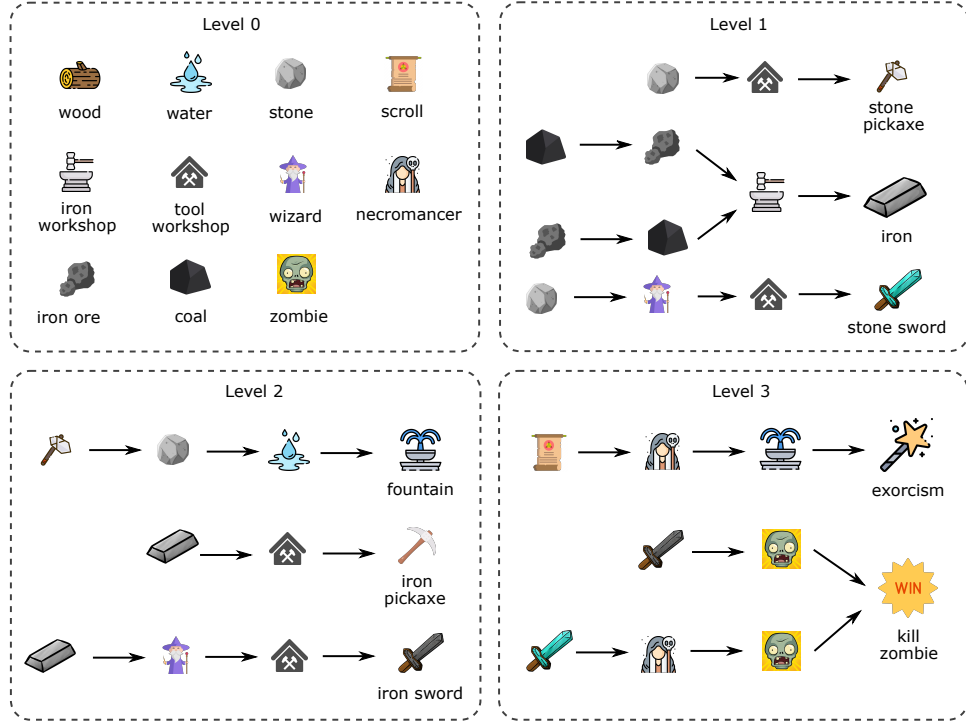 Level 0
wood
water
stone
scroll
iron
workshop
tool
workshop
wizard
necromancer
iron ore
coal
zombie
Level 1
stone
pickaxe
iron
stone sword
Level 2
fountain
iron
pickaxe
iron sword
Level 3
exorcism
WIN
kill
zombie